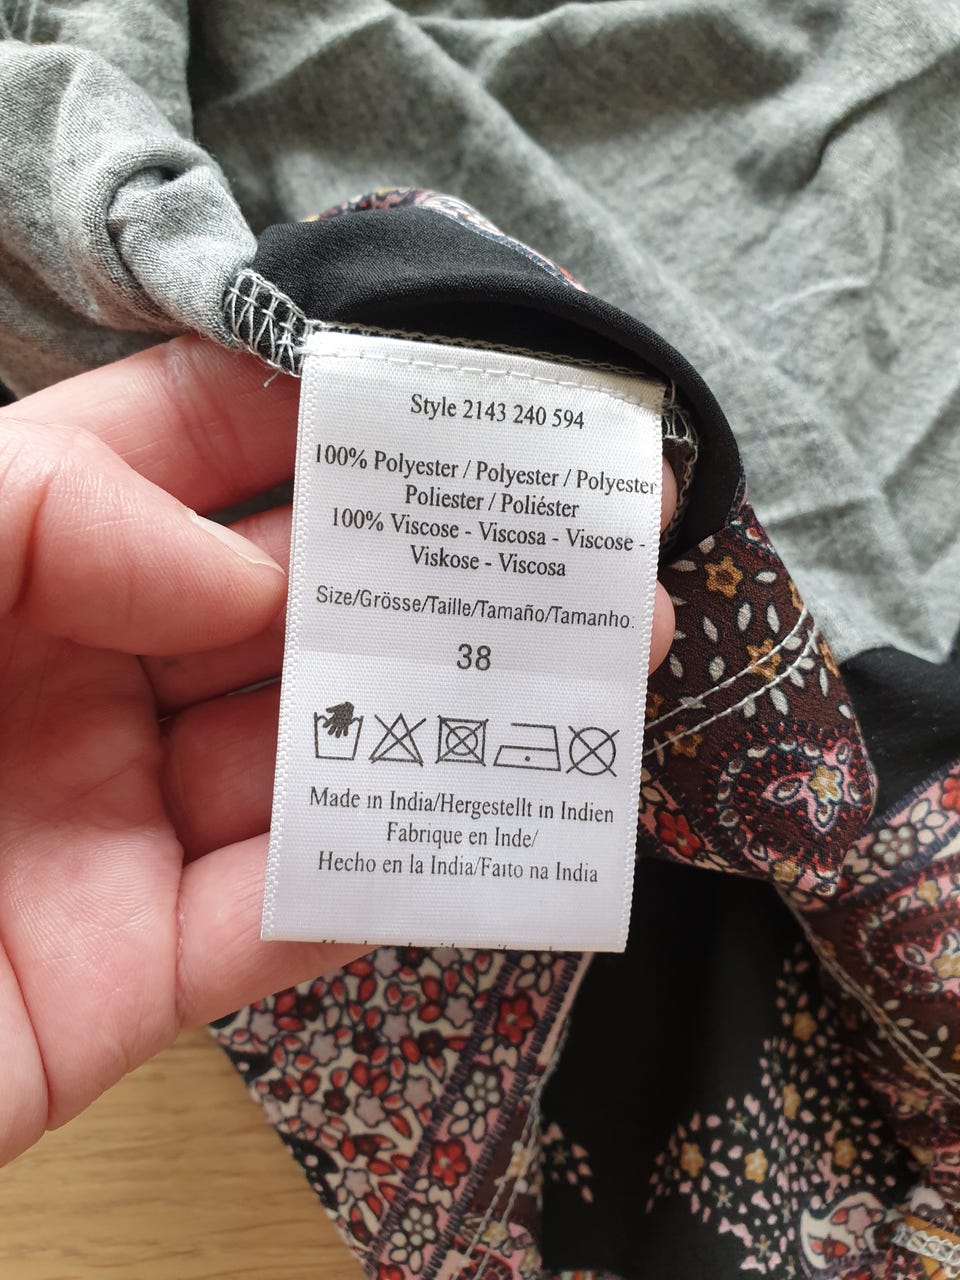 Style 2143 240 594
100% Polyester / Polyester / Polyester
Poliester / Poliéster
100% Viscose - Viscosa - Viscose -
Viskose - Viscosa
Size/Grösse/Taille/Tamaño/Tamanho:
38
Made in India/Hergestellt in Indien
Fabrique en Inde/
Hecho en la India/Faito na India